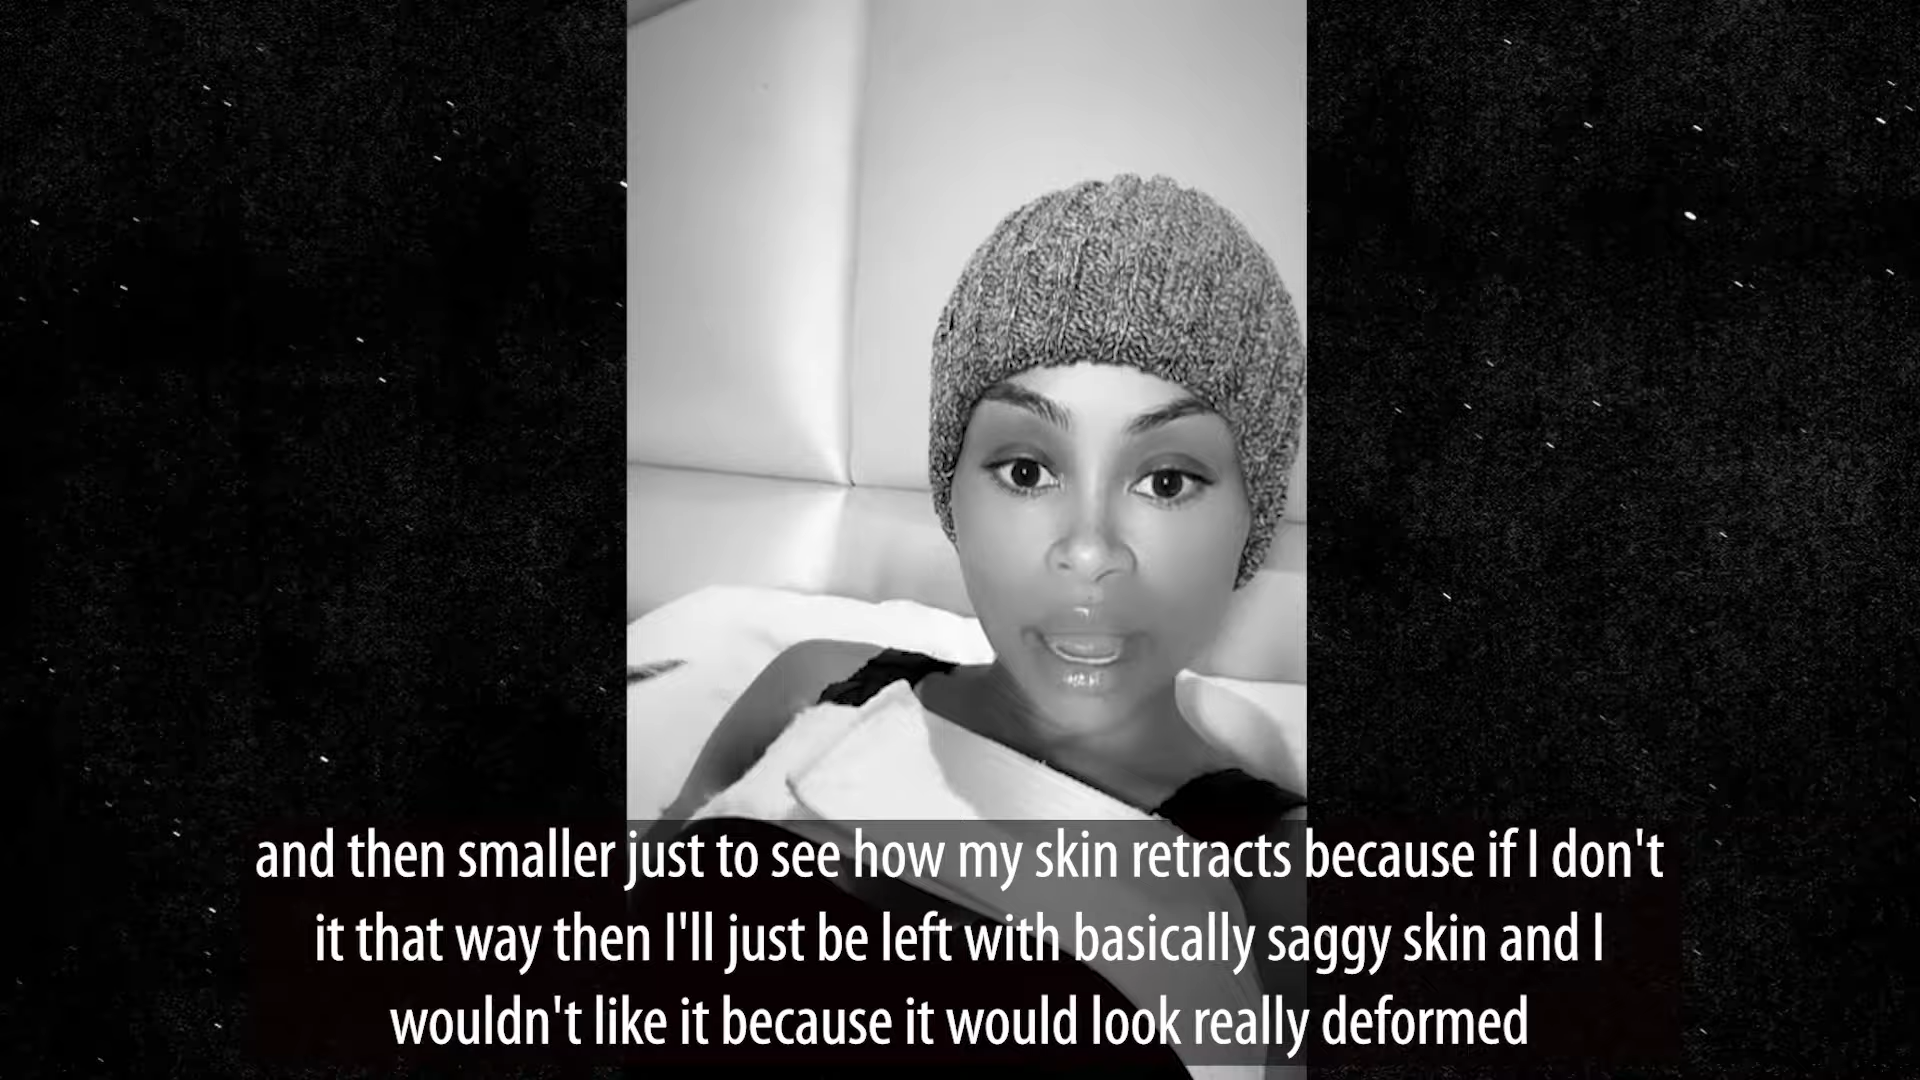 and then smaller just to see how my skin retracts because if I don't
it that way then I'll just be left with basically saggy skin and I
wouldn't like it because it would look really deformed